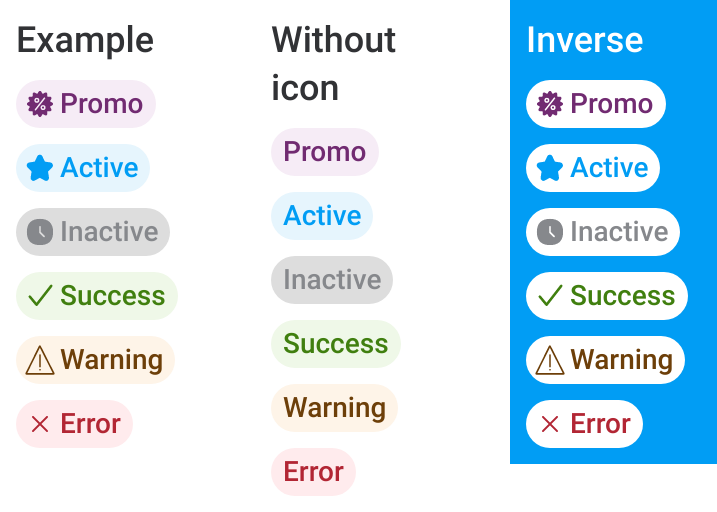 Example
Promo
Active
Inactive
Success
Warning
Error
Without
icon
Promo
Active
Inactive
Success
Warning
Error
Inverse
Promo
Active
Inactive
Success
Warning
Error